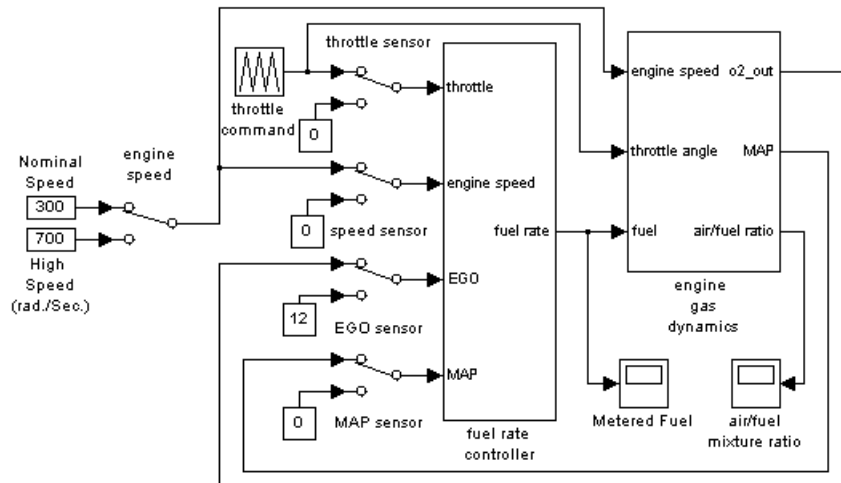 throttle sensor
throttle
command
0
throttle
Nominal
Speed
300
700
High
Speed
(rad./Sec.)
engine
speed
engine speed
0
speed sensor
fuel rate
EGO
12
EGO sensor
MAP
0
MAP sensor
fuel rate
controller
engine speed
o2_out
throttle angle
MAP
fuel
air/fuel ratio
engine
gas
dynamics
Metered Fuel
air/fuel
mixture ratio